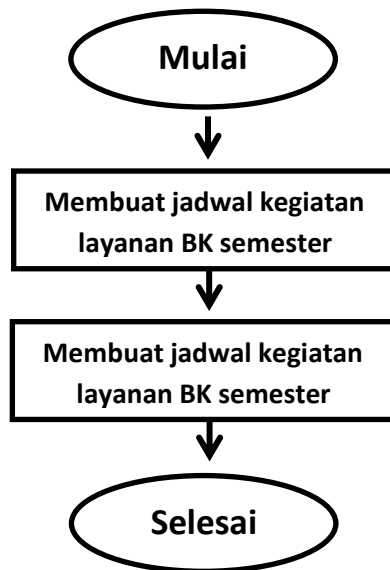 Mulai
Membuat jadwal kegiatan
layanan BK semester
Membuat jadwal kegiatan
layanan BK semester
Selesai